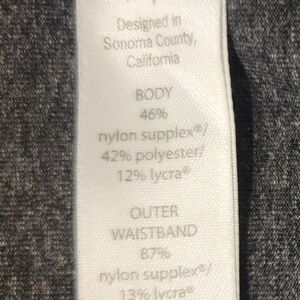 Designed in
Sonoma County,
California
BODY
46%
nylon supplex®/
42% polyester/
12% lycra®
OUTER
WAISTBAND
87%
nylon supplex®/
13% lycra®